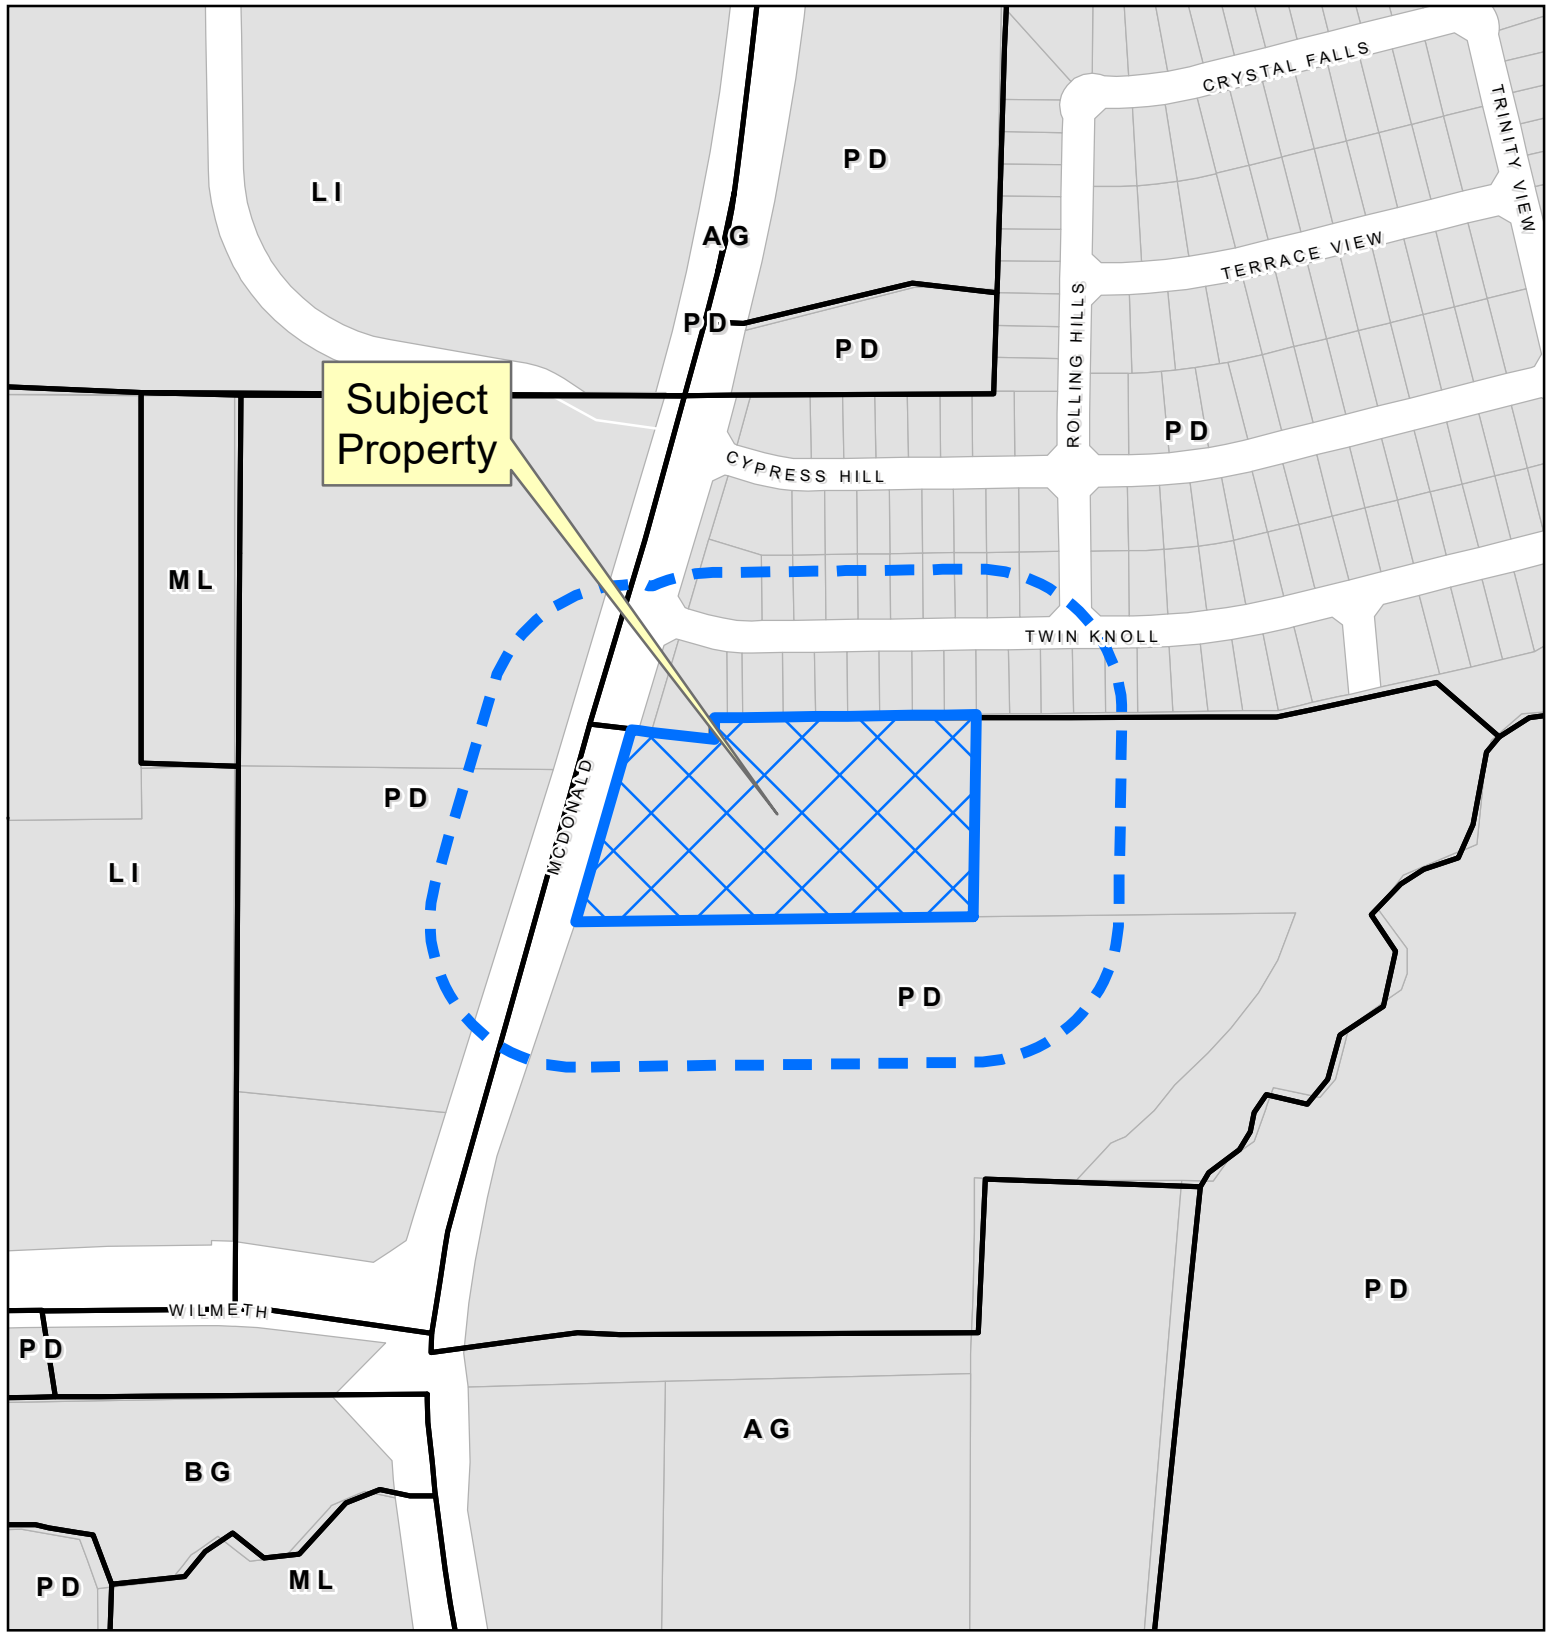 CRYSTAL FALLS
TRINITY VIEW
PD
LI
AG
TERRACE VIEW
PD
PD
ROLLING HILLS
Subject
Property
PD
CYPRESS HILL
ML
TWIN KNOLL
PD
MCDONALD
LI
PD
PD
WILMETH
PD
AG
BG
ML
PD